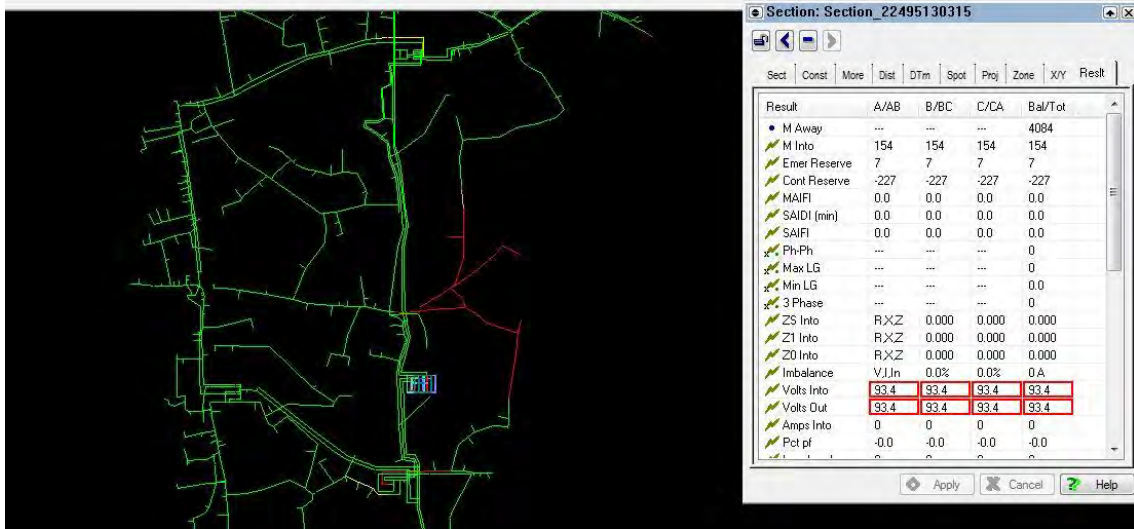 Section: Section_22495130315
Sect Const More Dist DTm Spot Proj Zone X/Y Reslt
Result A/AB B/BC C/CA Bal/Tot
M Away --- --- --- 4084
M Into 154 154 154 154
Emer Reserve 7 7 7 7
Cont Reserve -227 -227 -227 -227
MAIFI 0.0 0.0 0.0 0.0
SAIDI (min) 0.0 0.0 0.0 0.0
SAIFI 0.0 0.0 0.0 0.0
Ph-Ph --- --- --- 0
Max LG --- --- --- 0
Min LG --- --- --- 0.0
3 Phase --- --- --- 0
ZS Into R,X,Z 0.000 0.000 0.000
Z1 Into R,X,Z 0.000 0.000 0.000
Z0 Into R,X,Z 0.000 0.000 0.000
Imbalance V,I,In 0.0% 0.0% 0 A
Volts Into 93.4 93.4 93.4 93.4
Volts Out 93.4 93.4 93.4 93.4
Amps Into 0 0 0 0
Pct pf -0.0 -0.0 -0.0 -0.0
Apply Cancel Help